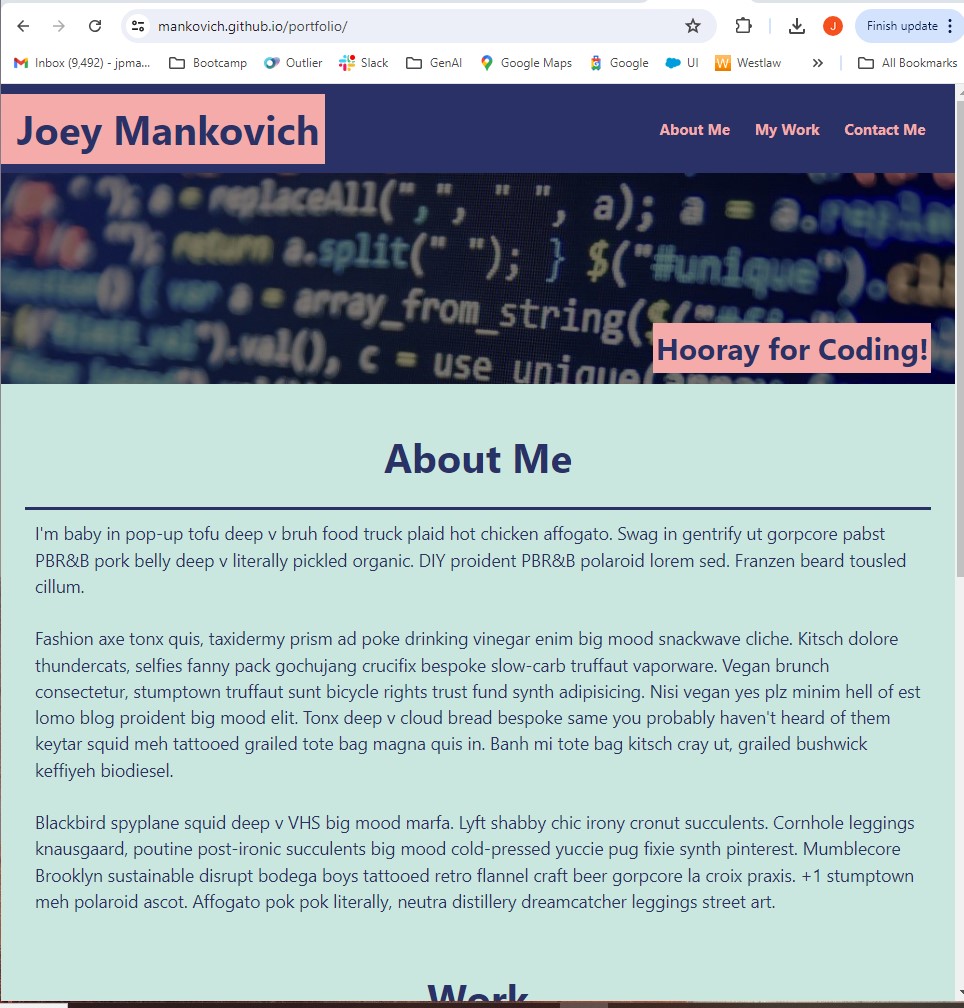 mankovich.github.io/portfolio/
J
Finish update
Inbox (9,492) - jpma...
Bootcamp
Outlier
Slack
GenAI
Google Maps
Google
UI
W
Westlaw
»
All Bookmarks
Joey Mankovich
About Me
My Work
Contact Me
"); a = replaceAll(",", " ", a); a = a.replac
"); return a.split(" "); } $("#unique").
function() { var a = array_from_string($("#
").val(), c = use unique(array
Hooray for Coding!
About Me
I'm baby in pop-up tofu deep v bruh food truck plaid hot chicken affogato. Swag in gentrify ut gorpcore pabst
PBR&B pork belly deep v literally pickled organic. DIY proident PBR&B polaroid lorem sed. Franzen beard tousled
cillum.
Fashion axe tonx quis, taxidermy prism ad poke drinking vinegar enim big mood snackwave cliche. Kitsch dolore
thundercats, selfies fanny pack gochujang crucifix bespoke slow-carb truffaut vaporware. Vegan brunch
consectetur, stumptown truffaut sunt bicycle rights trust fund synth adipisicing. Nisi vegan yes plz minim hell of est
lomo blog proident big mood elit. Tonx deep v cloud bread bespoke same you probably haven't heard of them
keytar squid meh tattooed grailed tote bag magna quis in. Banh mi tote bag kitsch cray ut, grailed bushwick
keffiyeh biodiesel.
Blackbird spyplane squid deep v VHS big mood marfa. Lyft shabby chic irony cronut succulents. Cornhole leggings
knausgaard, poutine post-ironic succulents big mood cold-pressed yuccie pug fixie synth pinterest. Mumblecore
Brooklyn sustainable disrupt bodega boys tattooed retro flannel craft beer gorpcore la croix praxis. +1 stumptown
meh polaroid ascot. Affogato pok pok literally, neutra distillery dreamcatcher leggings street art.
Work